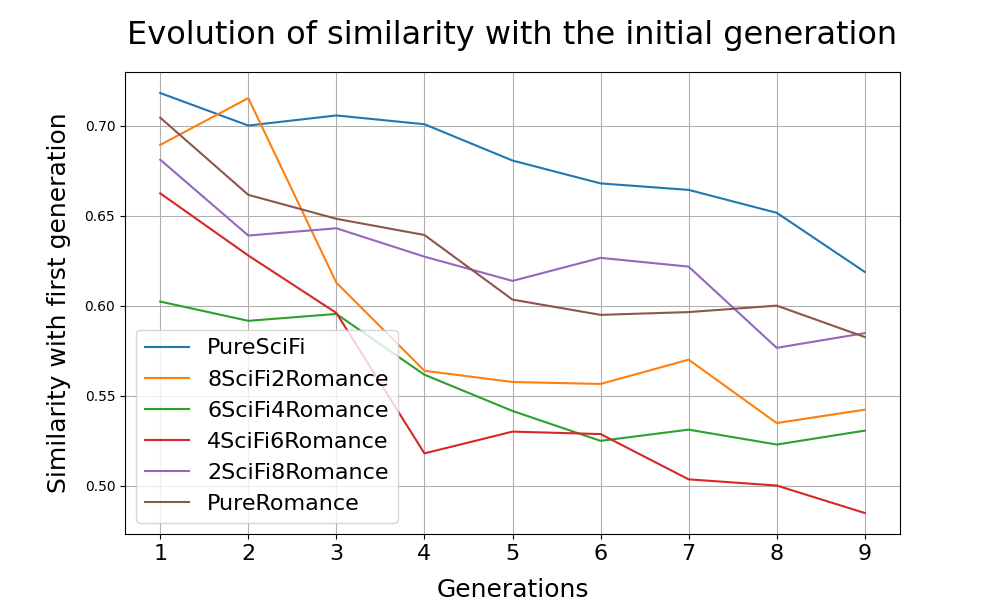 Evolution of similarity with the initial generation
Similarity with first generation
0.70
0.65
0.60
0.55
0.50
PureSciFi
8SciFi2Romance
6SciFi4Romance
4SciFi6Romance
2SciFi8Romance
PureRomance
1 2 3 4 5 6 7 8 9
Generations